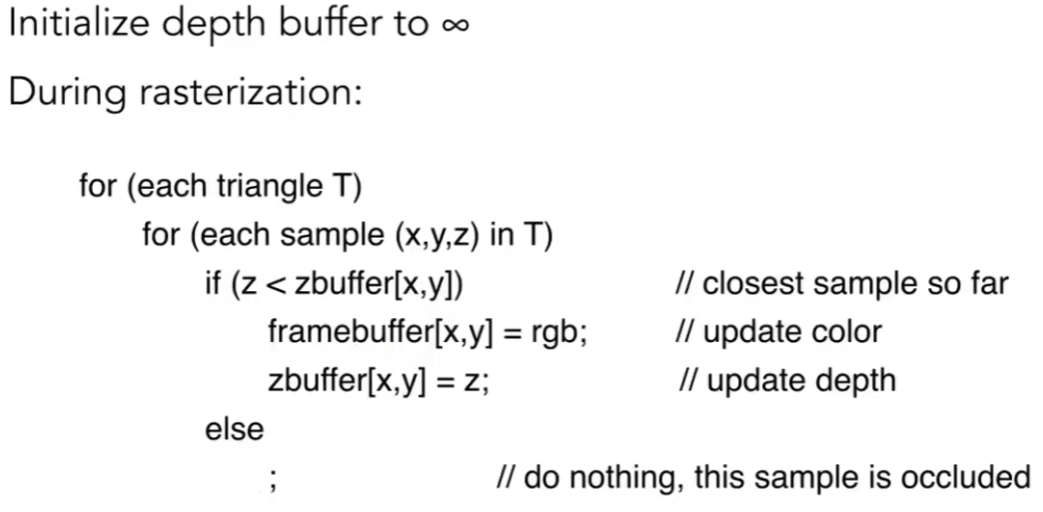 Initialize depth buffer to ∞
During rasterization:
for (each triangle T)
for (each sample (x,y,z) in T)
if (z < zbuffer[x,y]) // closest sample so far
framebuffer[x,y] = rgb; // update color
zbuffer[x,y] = z; // update depth
else
; // do nothing, this sample is occluded